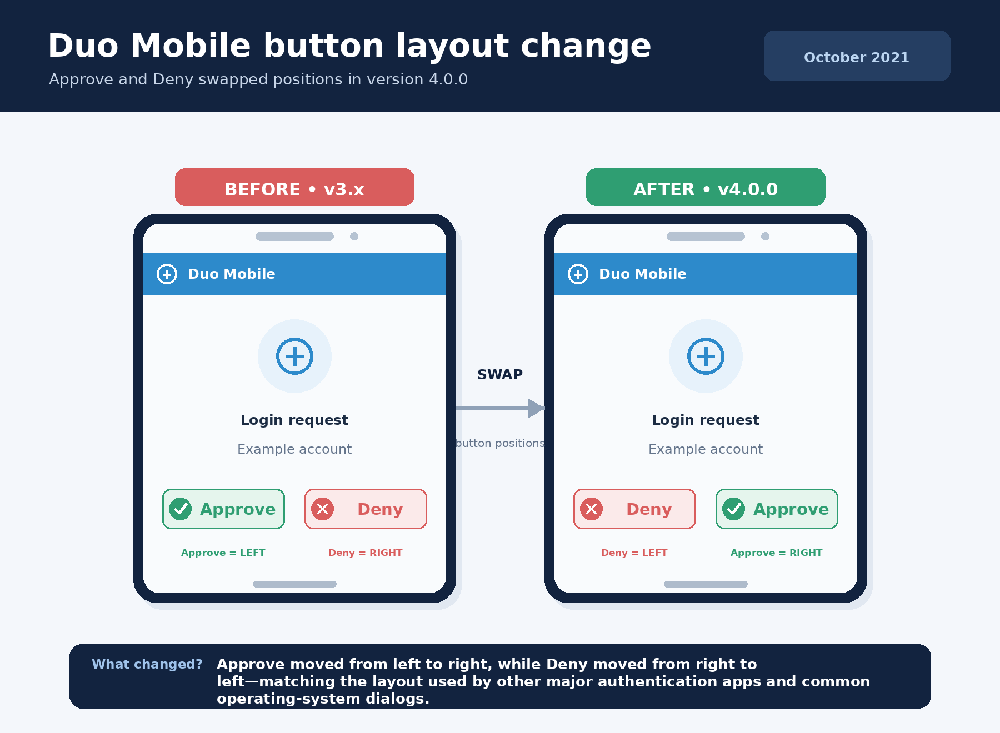 Duo Mobile button layout change
Approve and Deny swapped positions in version 4.0.0
October 2021
BEFORE • v3.x
Duo Mobile
Login request
Example account
Approve
Deny
Approve = LEFT
Deny = RIGHT
SWAP
button positions
AFTER • v4.0.0
Duo Mobile
Login request
Example account
Deny
Approve
Deny = LEFT
Approve = RIGHT
What changed?
Approve moved from left to right, while Deny moved from right to
left—matching the layout used by other major authentication apps and common
operating-system dialogs.